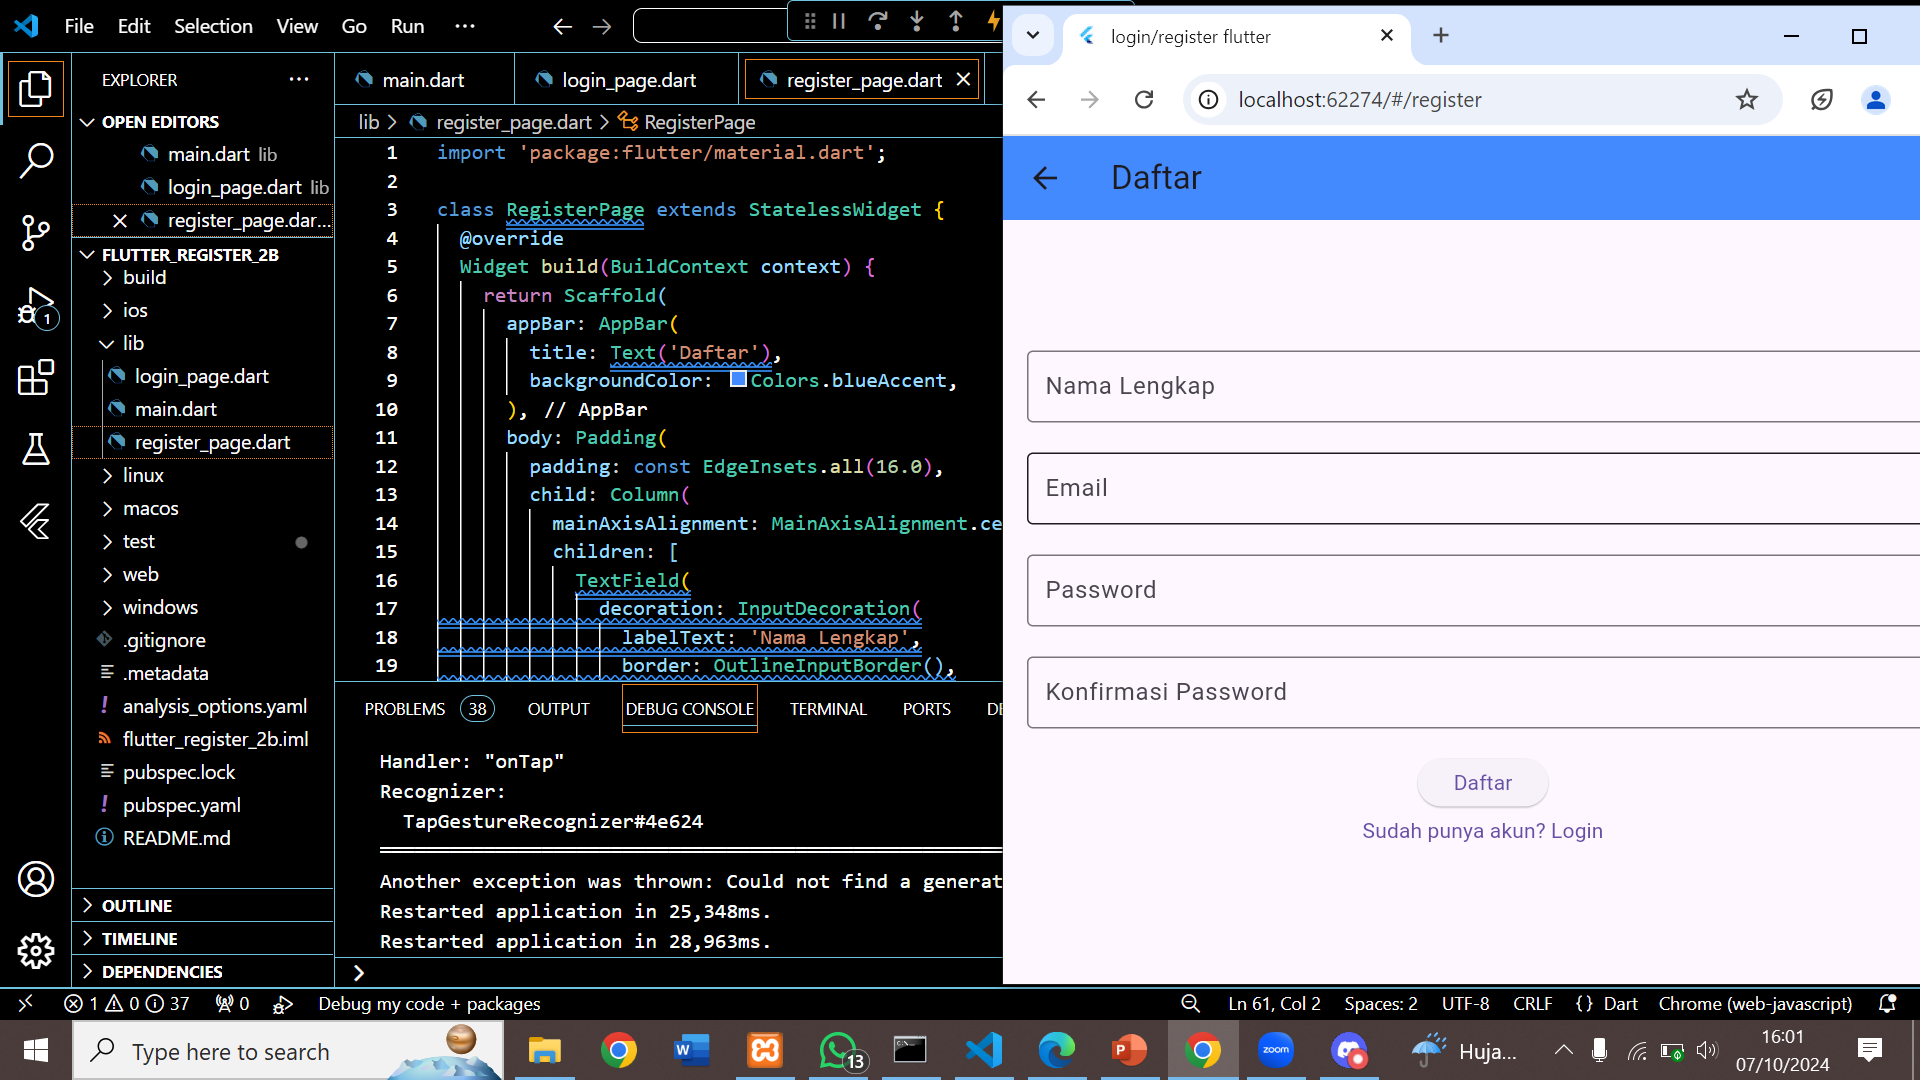 File Edit Selection View Go Run ···
EXPLORER ···
OPEN EDITORS
main.dart lib
login_page.dart lib
register_page.dar...
FLUTTER_REGISTER_2B
build
ios
lib
login_page.dart
main.dart
register_page.dart
linux
macos
test
web
windows
.gitignore
.metadata
analysis_options.yaml
flutter_register_2b.iml
pubspec.lock
pubspec.yaml
README.md
OUTLINE
TIMELINE
DEPENDENCIES
1
main.dart login_page.dart register_page.dart
lib > register_page.dart > RegisterPage
1 import 'package:flutter/material.dart';
2
3 class RegisterPage extends StatelessWidget {
4 @override
5 Widget build(BuildContext context) {
6 return Scaffold(
7 appBar: AppBar(
8 title: Text('Daftar'),
9 backgroundColor: Colors.blueAccent,
10 ), // AppBar
11 body: Padding(
12 padding: const EdgeInsets.all(16.0),
13 child: Column(
14 mainAxisAlignment: MainAxisAlignment.ce
15 children: [
16 TextField(
17 decoration: InputDecoration(
18 labelText: 'Nama Lengkap',
19 border: OutlineInputBorder(),
PROBLEMS 38 OUTPUT DEBUG CONSOLE TERMINAL PORTS DE
Handler: "onTap"
Recognizer:
TapGestureRecognizer#4e624
Another exception was thrown: Could not find a generat
Restarted application in 25,348ms.
Restarted application in 28,963ms.
>
login/register flutter
localhost:62274/#/register
Daftar
Nama Lengkap
Email
Password
Konfirmasi Password
Daftar
Sudah punya akun? Login
1 0 37 0 Debug my code + packages Ln 61, Col 2 Spaces: 2 UTF-8 CRLF {} Dart Chrome (web-javascript)
Type here to search
W
13
P
zoom
Huja...
16:01
07/10/2024